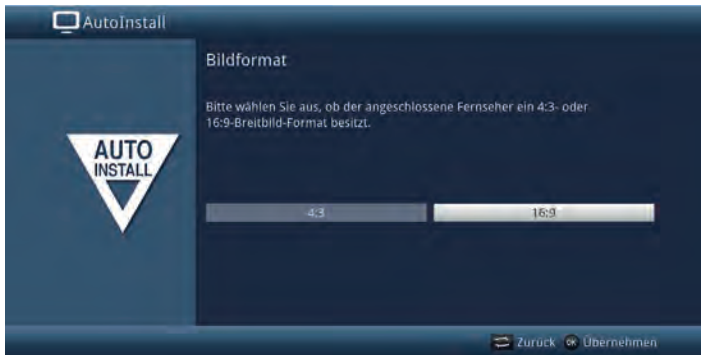 AutoInstall
Bildformat
Bitte wählen Sie aus, ob der angeschlossene Fernseher ein 4:3- oder
16:9-Breitbild-Format besitzt.
AUTO
INSTALL
4:3
16:9
Zurück OK Übernehmen